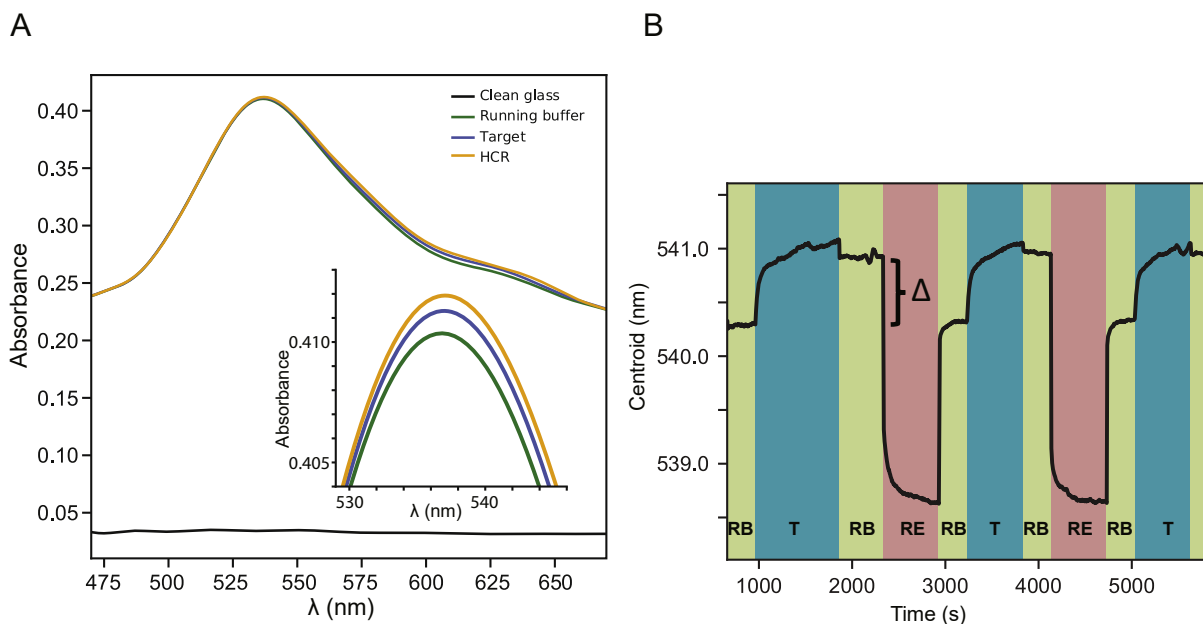 A
Absorbance
0.40
0.35
0.30
0.25
0.20
0.15
0.10
0.05
Clean glass
Running buffer
Target
HCR
Absorbance
0.410
0.405
530
540
λ (nm)
475
500
525
550
575
600
625
650
λ (nm)
B
Centroid (nm)
541.0
540.0
539.0
Δ
RB
T
RB
RE
RB
T
RB
RE
RB
T
1000
2000
3000
4000
5000
Time (s)